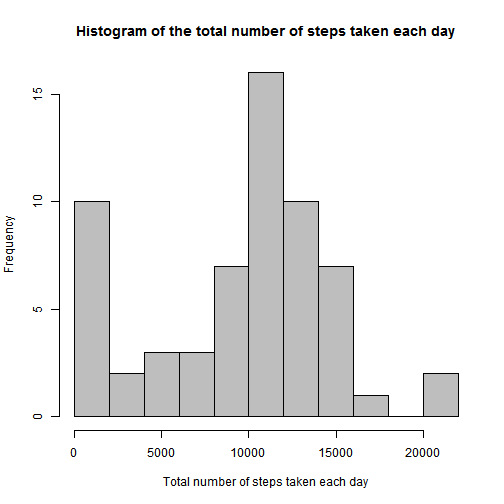 Histogram of the total number of steps taken each day
15
10
5
0
Frequency
0 5000 10000 15000 20000
Total number of steps taken each day